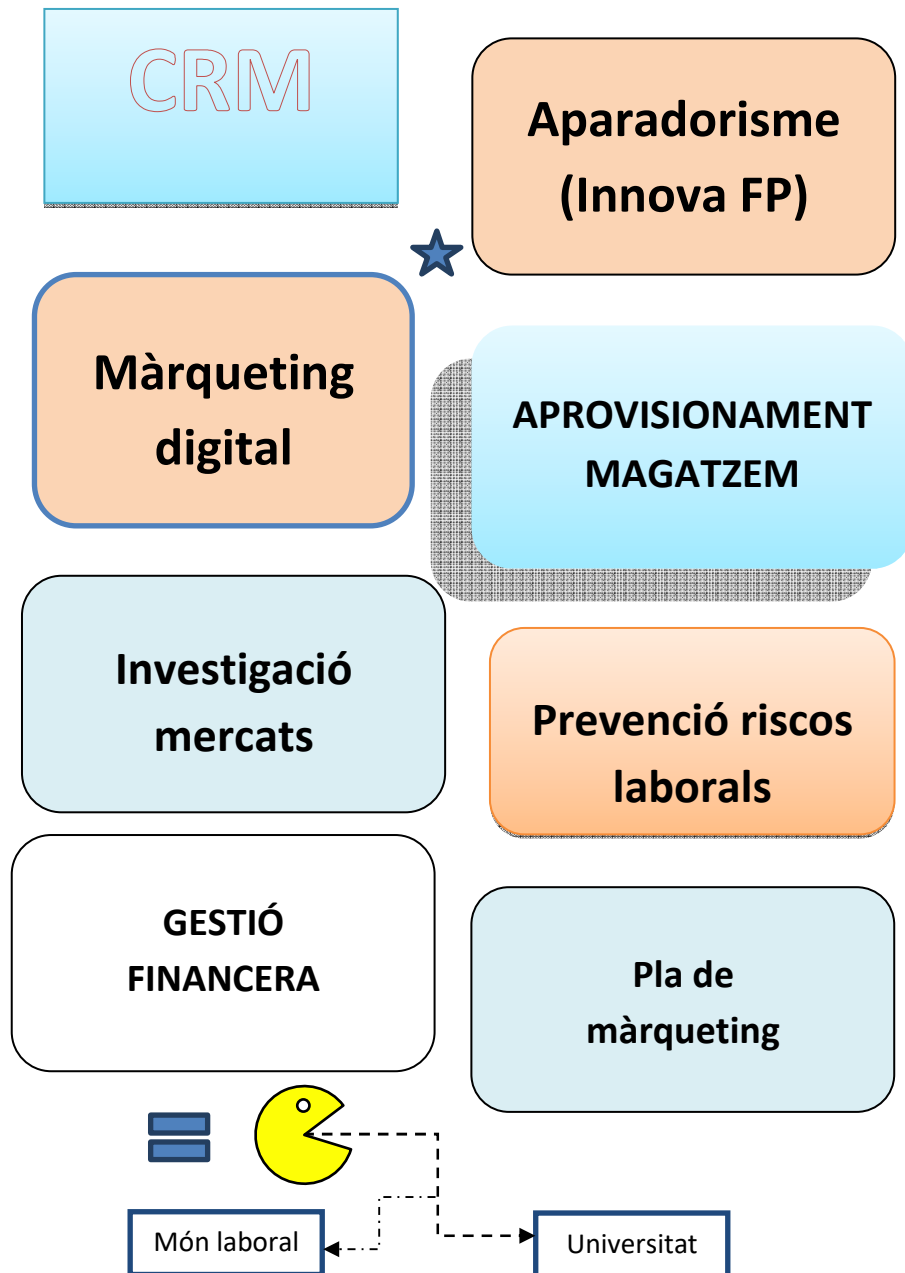 CRM
Aparadorisme
(Innova FP)
Màrqueting
digital
APROVISIONAMENT
MAGATZEM
Investigació
mercats
Prevenció riscos
laborals
GESTIÓ
FINANCERA
Pla de
màrqueting
Món laboral
Universitat